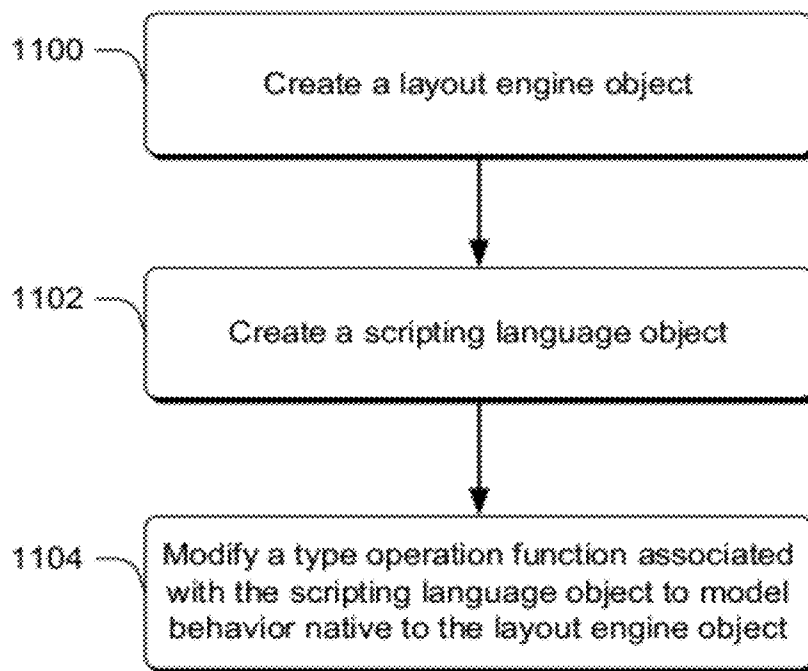 1100
Create a layout engine object
1102
Create a scripting language object
1104
Modify a type operation function associated
with the scripting language object to model
behavior native to the layout engine object